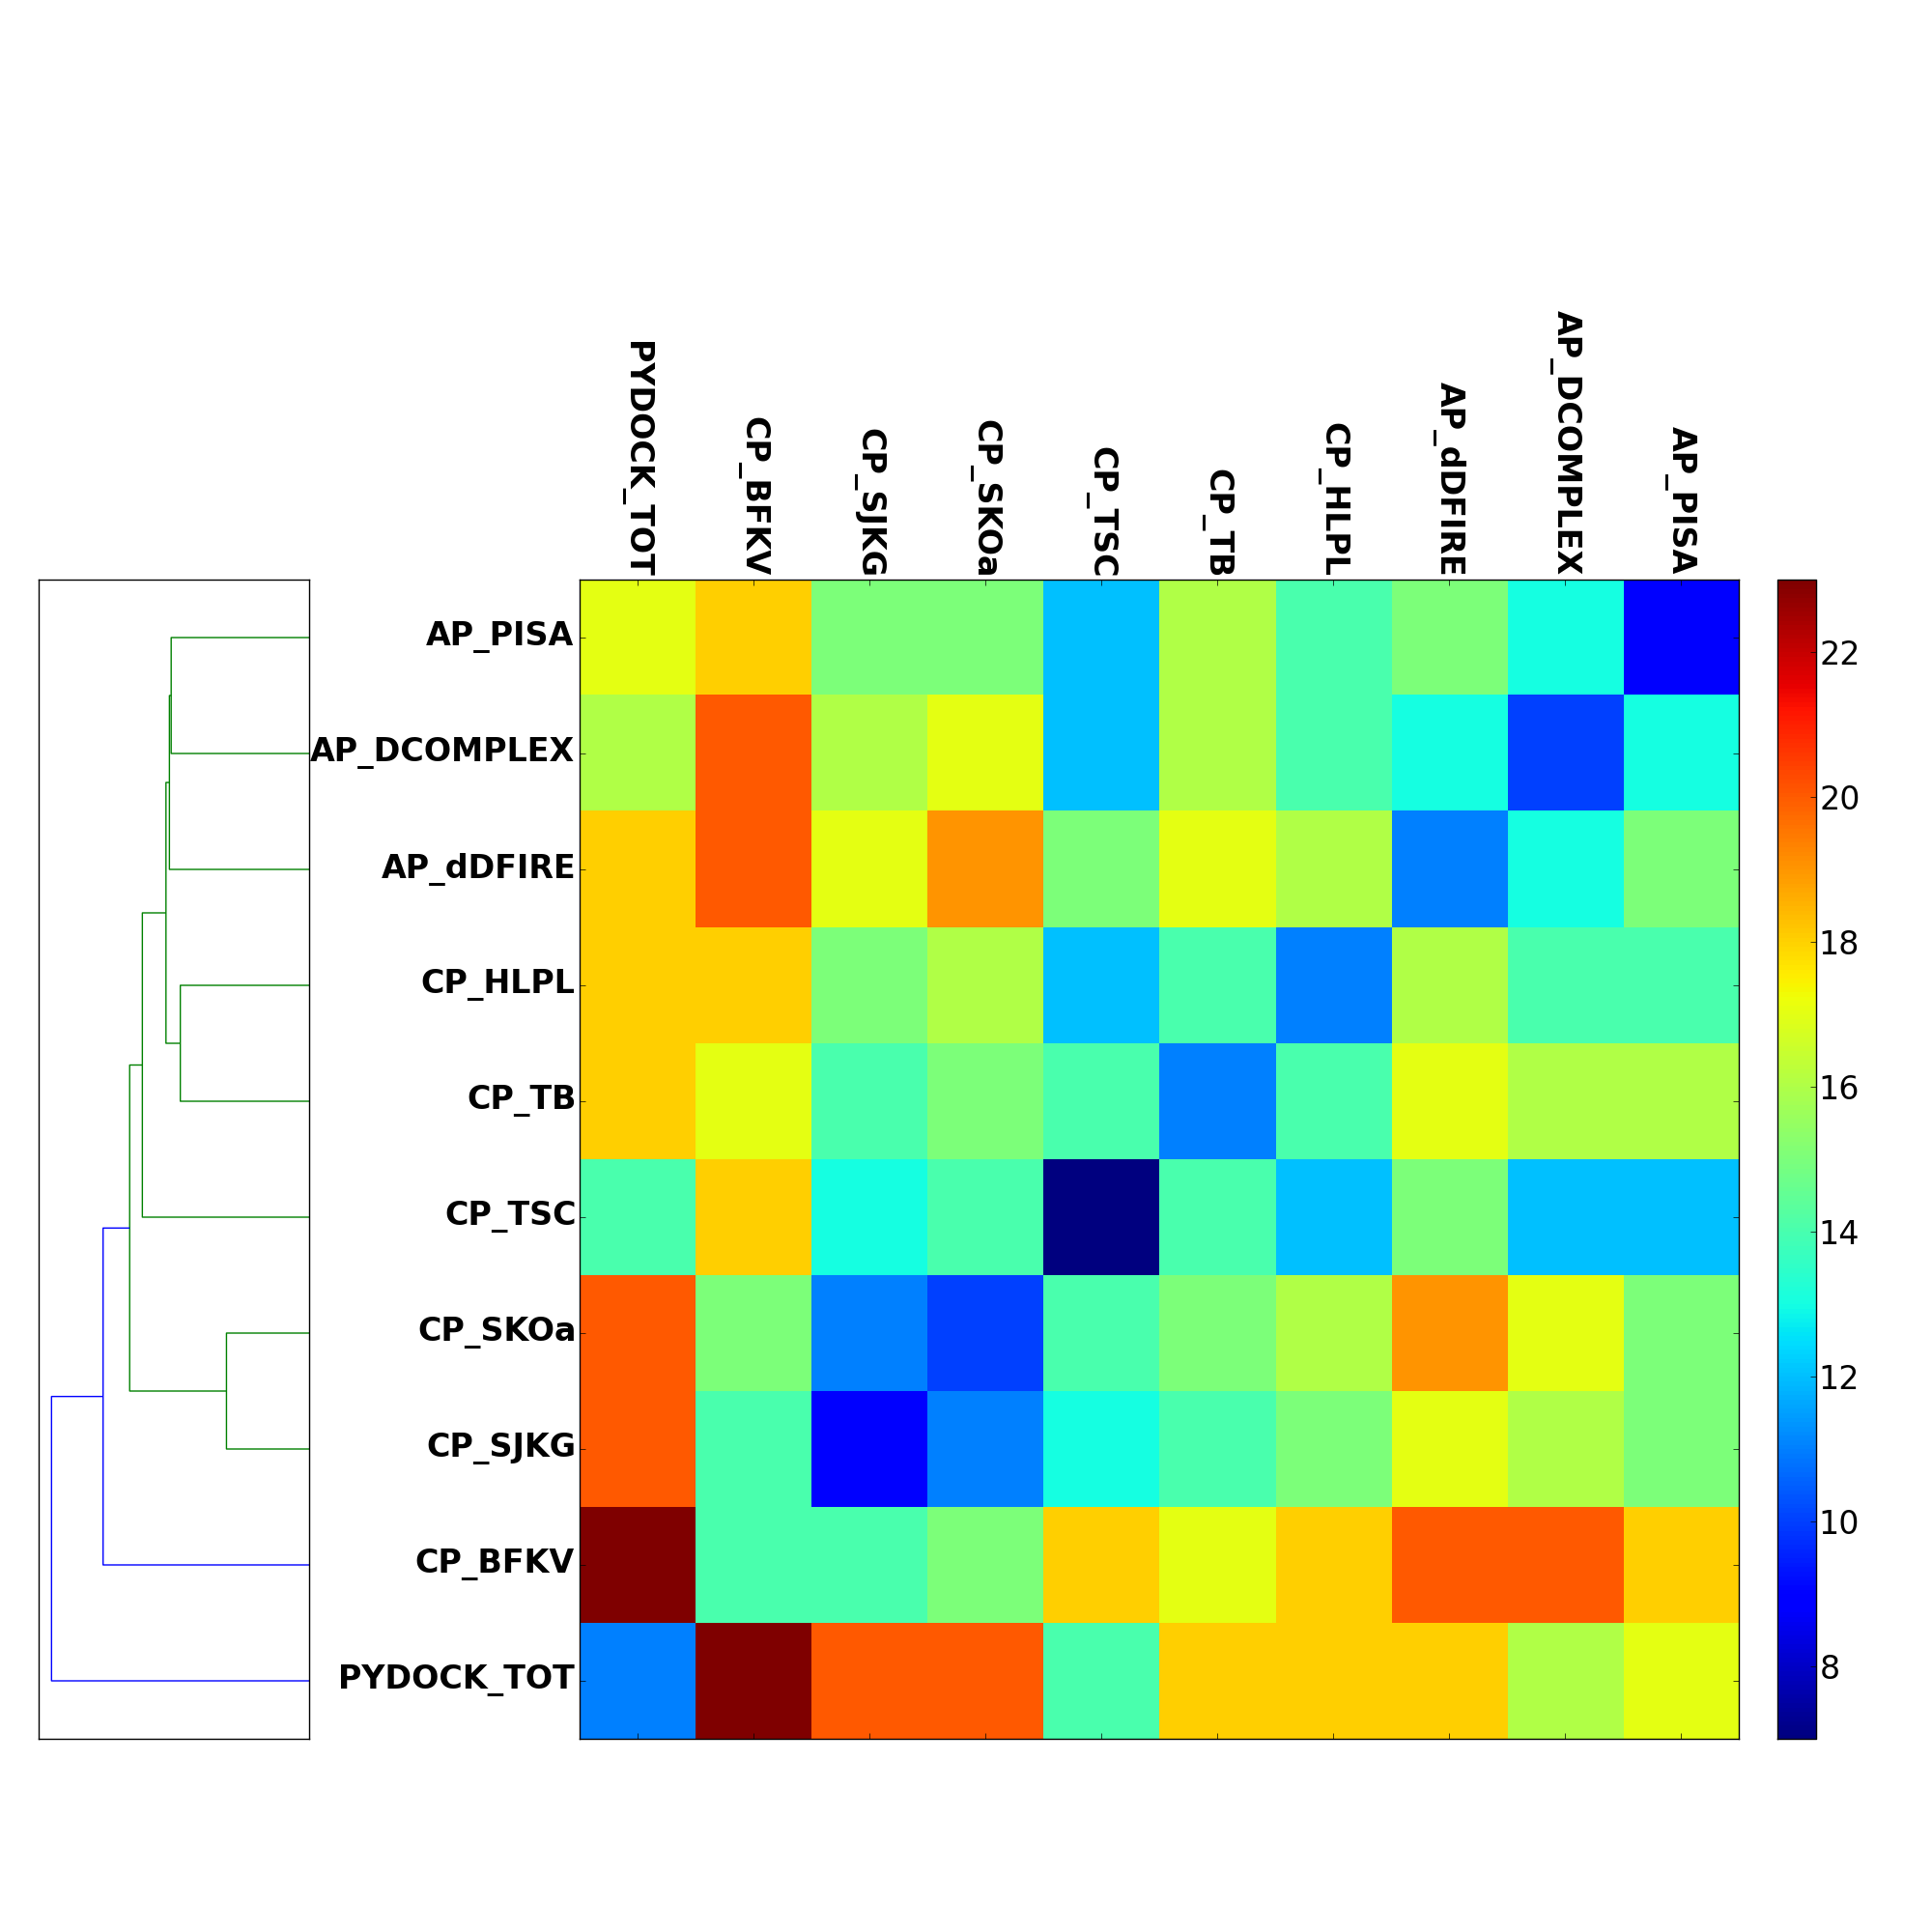 PYDOCK_TOT
CP_BFKV
CP_SJKG
CP_SKOa
CP_TSC
CP_TB
CP_HLPL
AP_dDFIRE
AP_DCOMPLEX
AP_PISA
AP_PISA
AP_DCOMPLEX
AP_dDFIRE
CP_HLPL
CP_TB
CP_TSC
CP_SKOa
CP_SJKG
CP_BFKV
PYDOCK_TOT
22
20
18
16
14
12
10
8